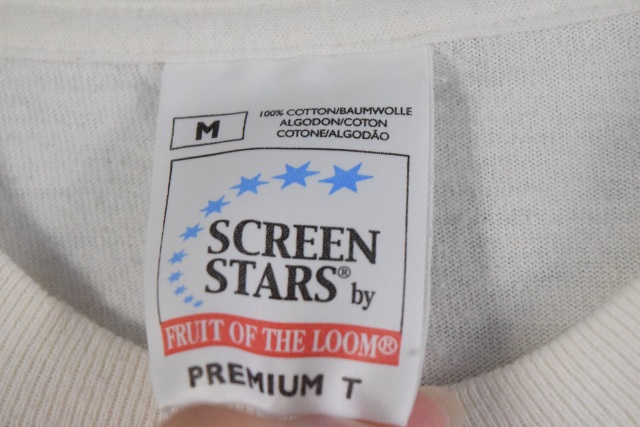 M
100% COTTON/BAUMWOLLE
ALGODON/COTON
COTONE/ALGODÃO
SCREEN
STARS® by
FRUIT OF THE LOOM®
PREMIUM T